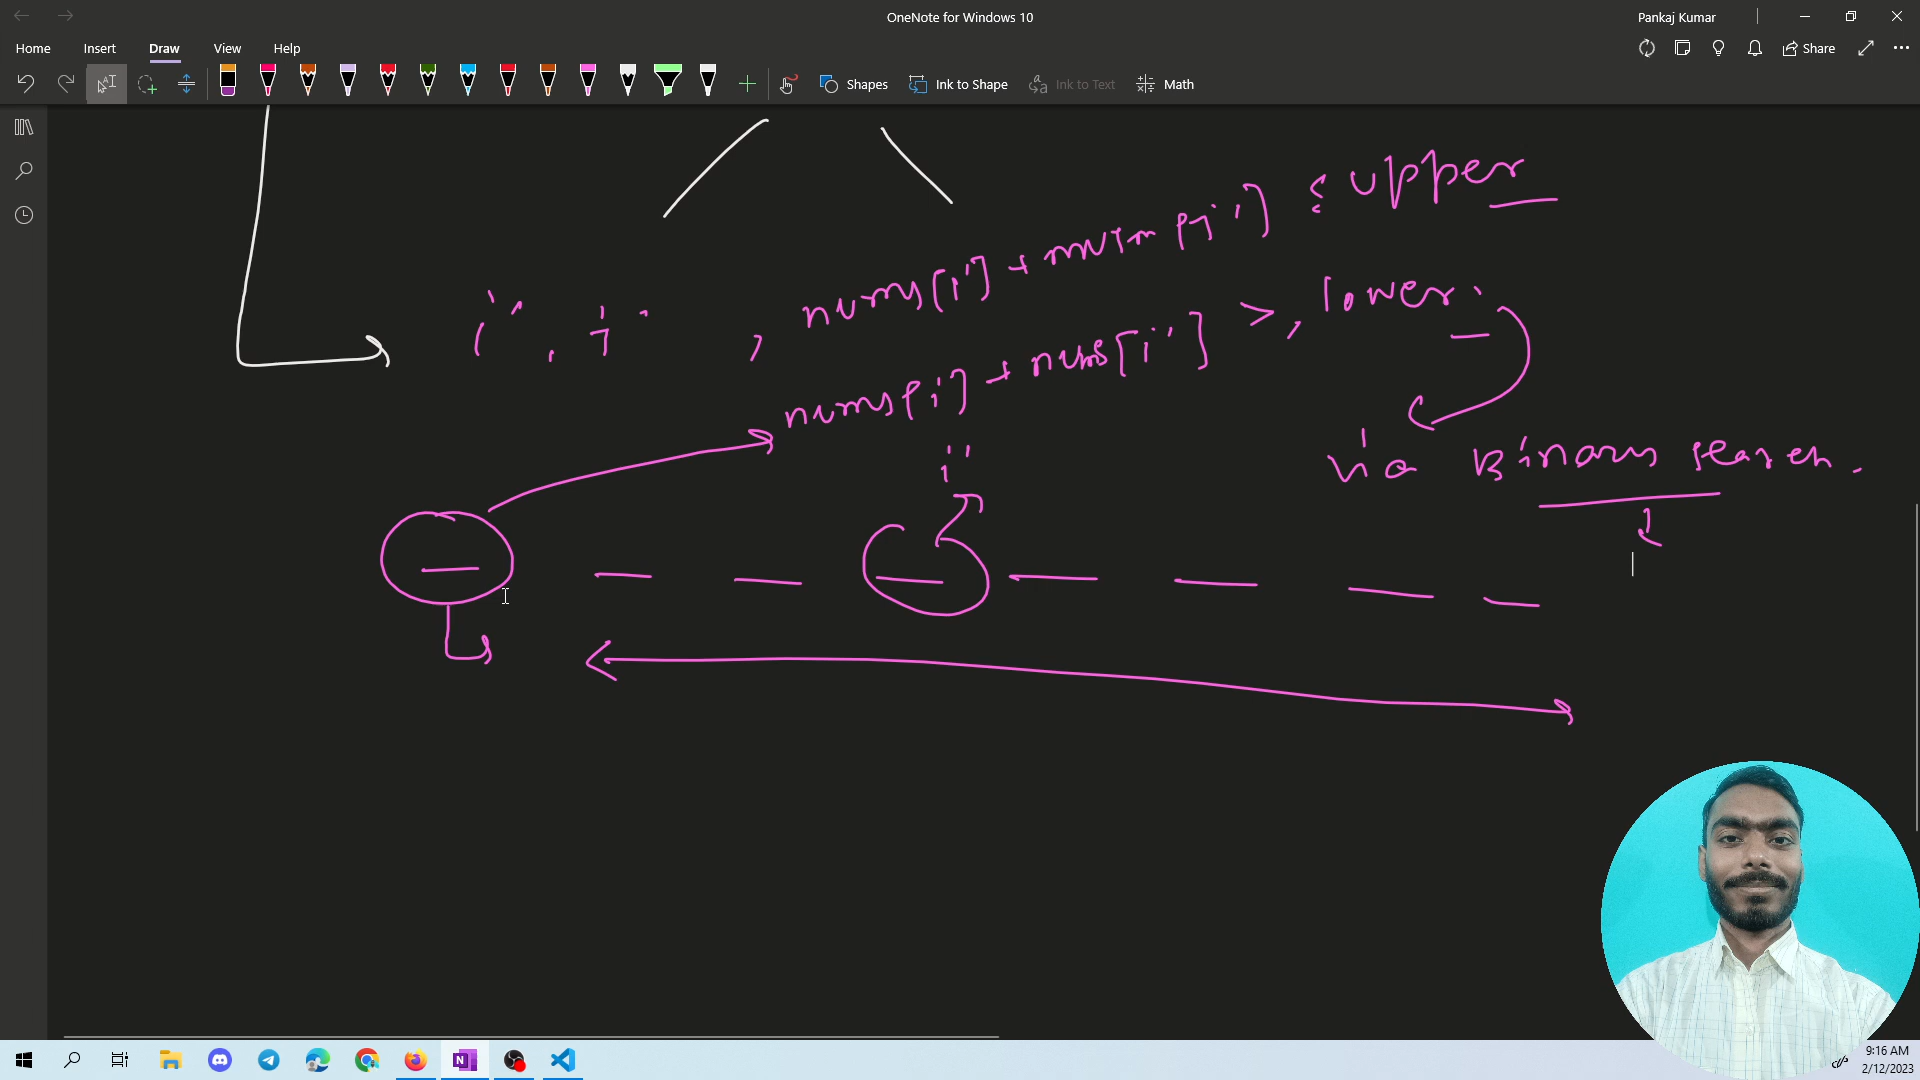 OneNote for Windows 10
Pankaj Kumar
Home Insert Draw View Help
Share
Shapes Ink to Shape Ink to Text Math
upper
nums[i']
lower.
nums[i] + nums[i'] >,
via Binary search.
9:16 AM
2/12/2023